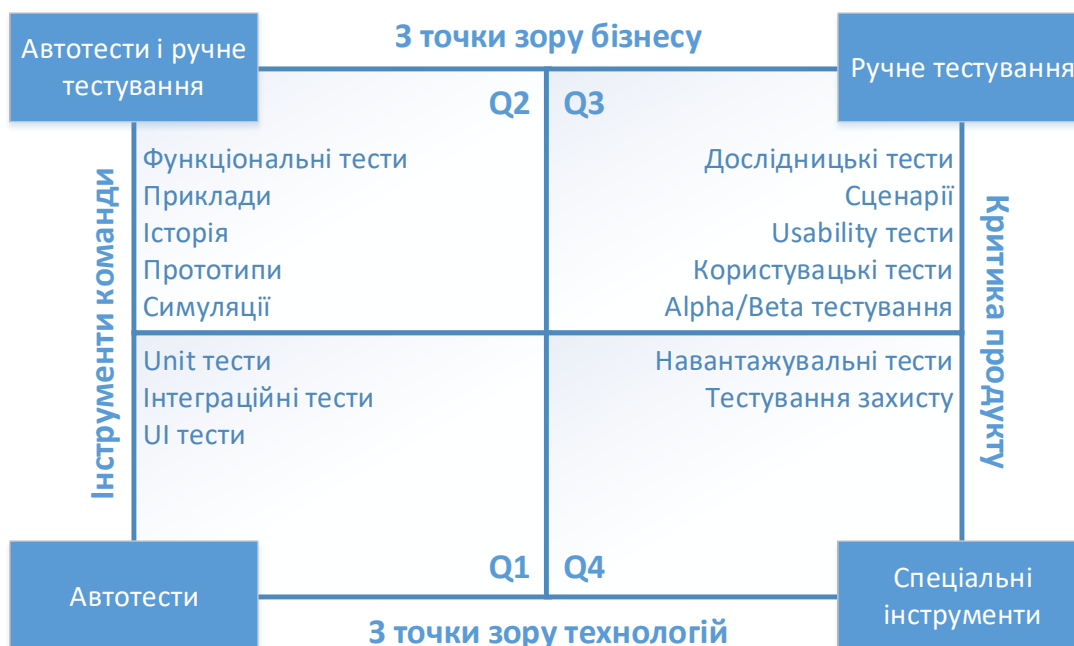 З точки зору бізнесу
Автотести і ручне
тестування
Ручне тестування
Q2
Q3
Інструменти команди
Функціональні тести
Приклади
Історія
Прототипи
Симуляції
Дослідницькі тести
Сценарії
Usability тести
Користувацькі тести
Alpha/Beta тестування
Критика продукту
Unit тести
Інтеграційні тести
UI тести
Навантажувальні тести
Тестування захисту
Q1
Q4
Автотести
Спеціальні
інструменти
З точки зору технологій